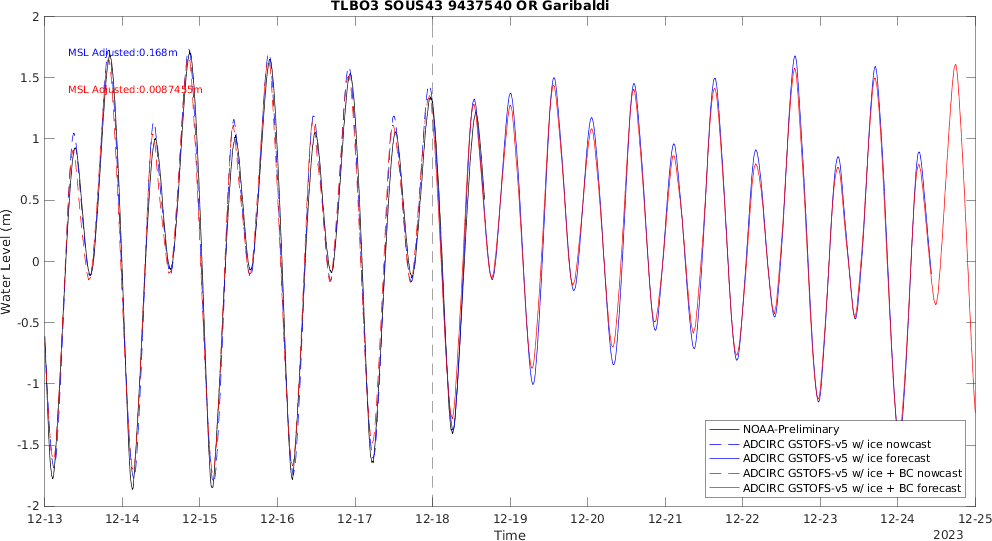 TLBO3 SOUS43 9437540 OR Garibaldi
2
1.5
1
0.5
0
-0.5
-1
-1.5
-2
Water Level (m)
MSL Adjusted:0.168m
MSL Adjusted:0.0087455m
NOAA-Preliminary
ADCIRC GSTOFS-v5 w/ ice nowcast
ADCIRC GSTOFS-v5 w/ ice forecast
ADCIRC GSTOFS-v5 w/ ice + BC nowcast
ADCIRC GSTOFS-v5 w/ ice + BC forecast
12-13 12-14 12-15 12-16 12-17 12-18 12-19 12-20 12-21 12-22 12-23 12-24 12-25
Time
2023